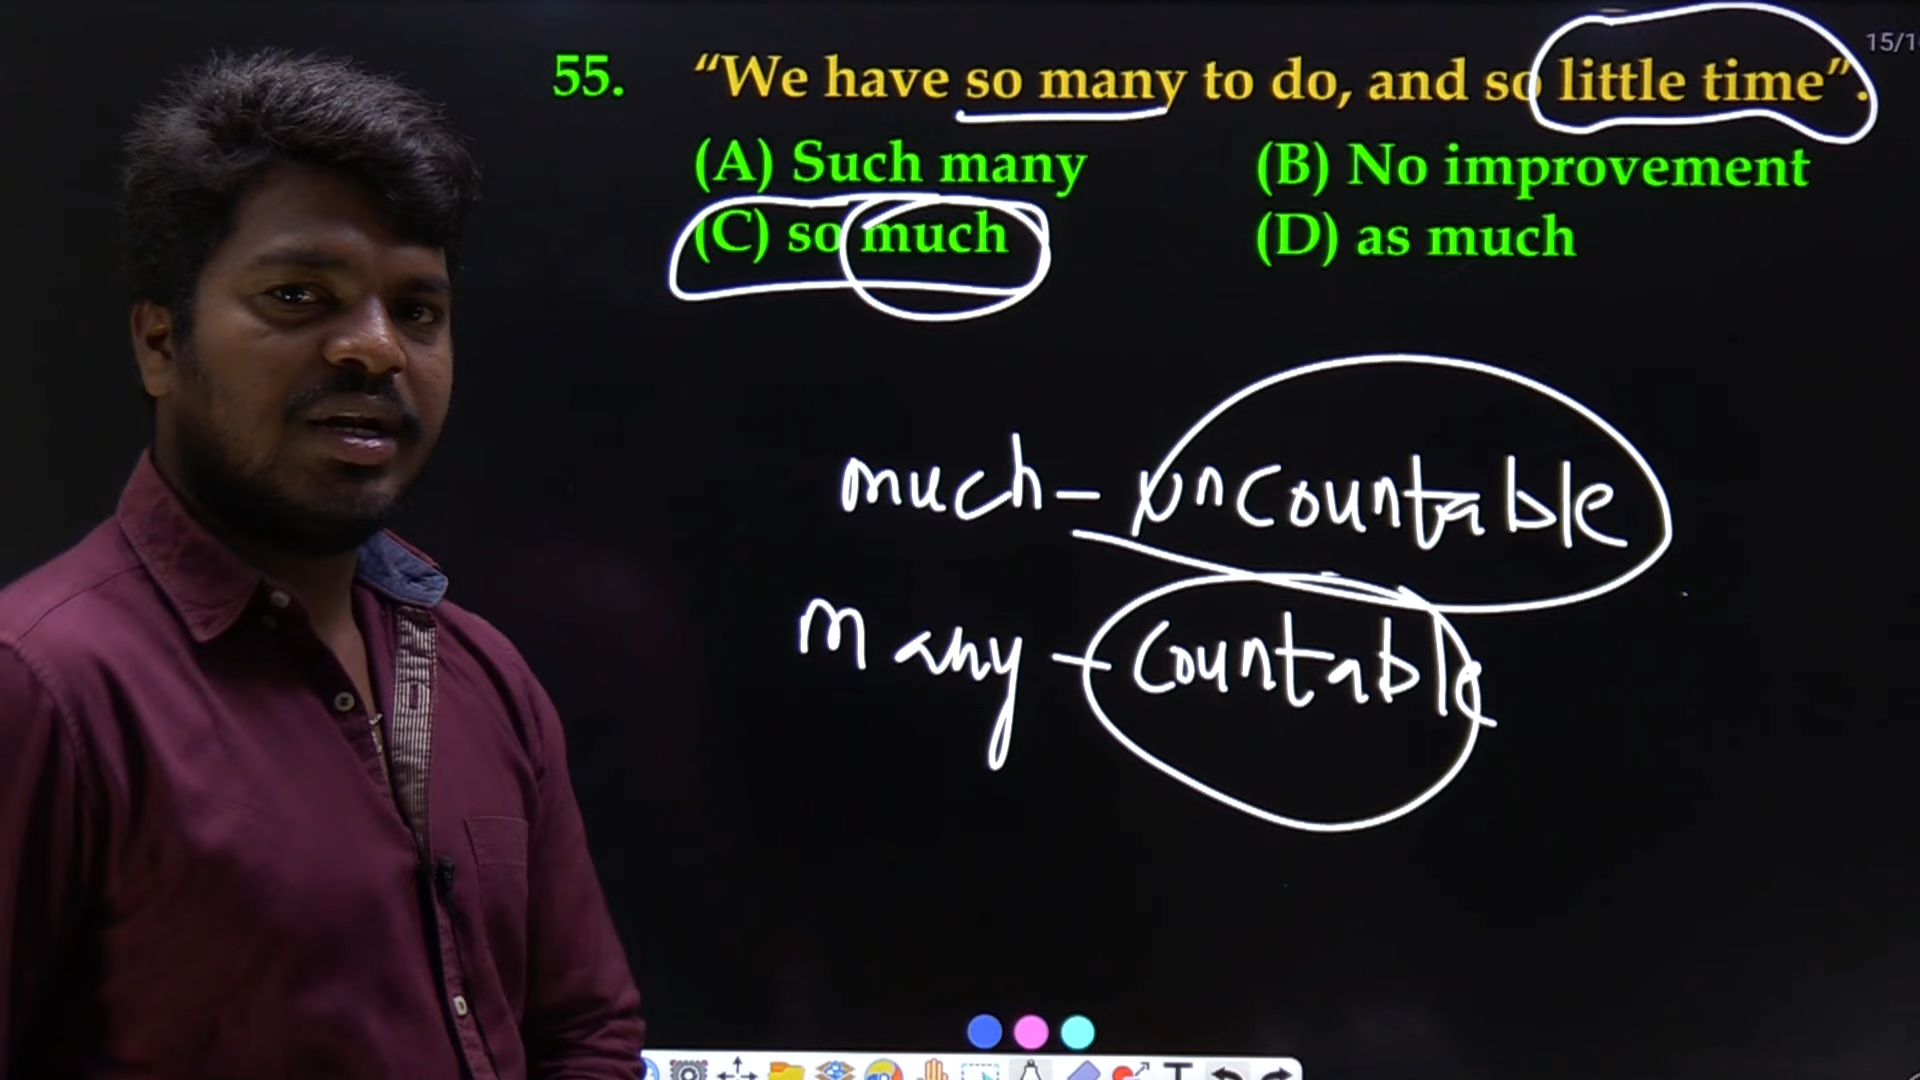 15/1
55. “We have so many to do, and so little time”.
(A) Such many (B) No improvement
(C) so much (D) as much
much - uncountable
many - countable